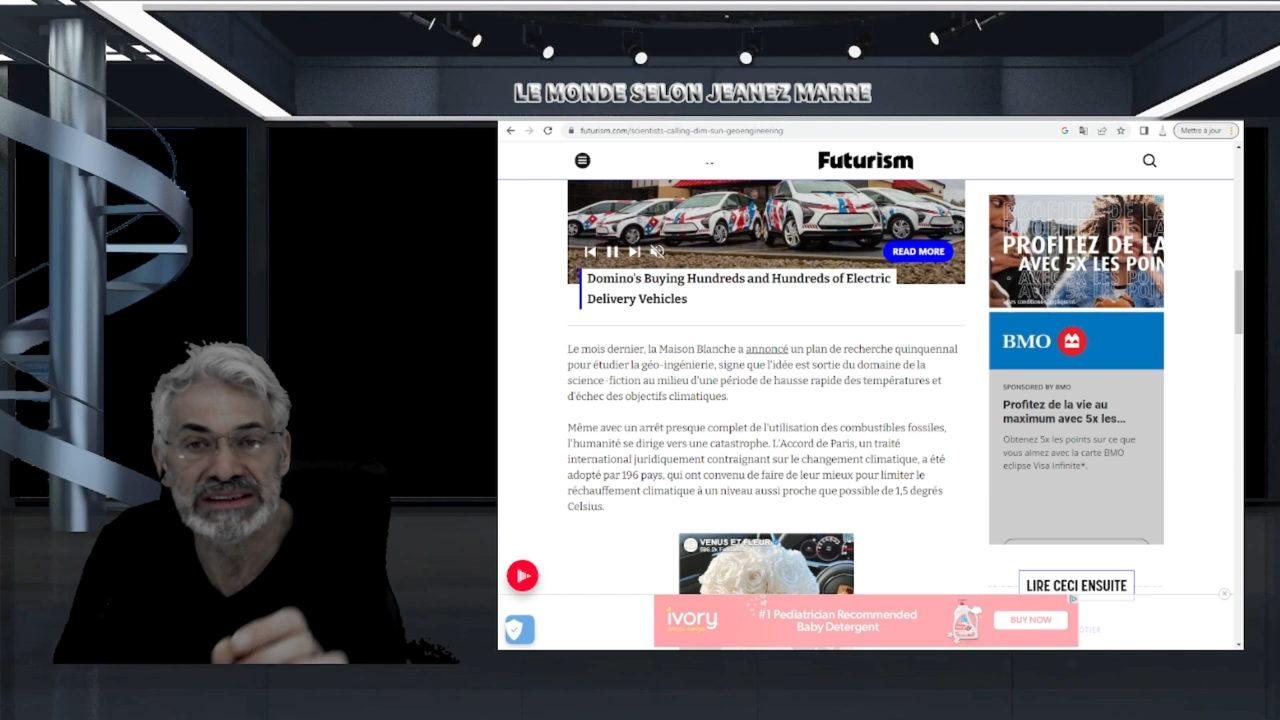 LE MONDE SELON JEANEZ MARRE
futurism.com/scientists-calling-dim-sun-geoengineering
Mettre à jour
Futurism
READ MORE
Domino's Buying Hundreds and Hundreds of Electric
Delivery Vehicles
Le mois dernier, la Maison Blanche a annoncé un plan de recherche quinquennal
pour étudier la géo-ingénierie, signe que l'idée est sortie du domaine de la
science-fiction au milieu d'une période de hausse rapide des températures et
d'échec des objectifs climatiques.
Même avec un arrêt presque complet de l'utilisation des combustibles fossiles,
l'humanité se dirige vers une catastrophe. L'Accord de Paris, un traité
international juridiquement contraignant sur le changement climatique, a été
adopté par 196 pays, qui ont convenu de faire de leur mieux pour limiter le
réchauffement climatique à un niveau aussi proche que possible de 1,5 degrés
Celsius.
VENUS ET FLEUR
PROFITEZ DE LA
AVEC 5X LES POIN
BMO
SPONSORED BY BMO
Profitez de la vie au
maximum avec 5x les...
Obtenez 5x les points sur ce que
vous aimez avec la carte BMO
eclipse Visa Infinite*.
LIRE CECI ENSUITE
ivory
#1 Pediatrician Recommended
Baby Detergent
BUY NOW